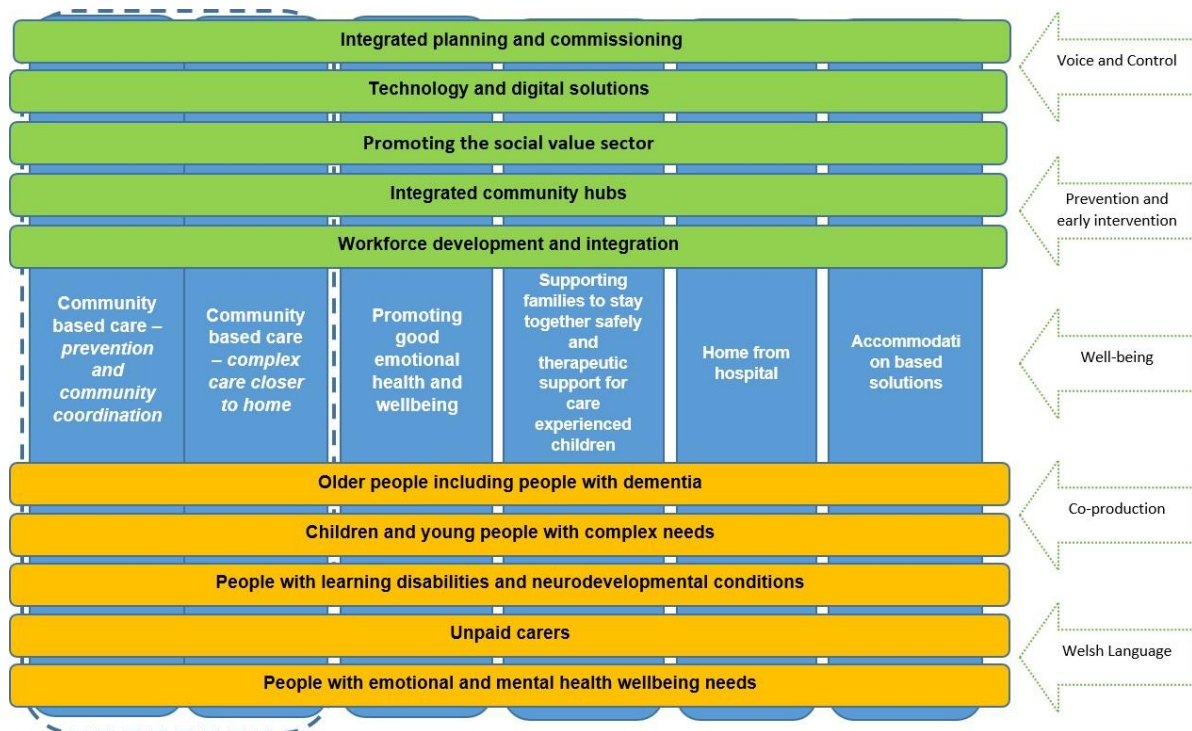 Integrated planning and commissioning
Technology and digital solutions
Promoting the social value sector
Integrated community hubs
Workforce development and integration
Community
based care –
prevention
and
community
coordination
Community
based care
– complex
care closer
to home
Promoting
good
emotional
health and
wellbeing
Supporting
families to stay
together safely
and
therapeutic
support for
care
experienced
children
Home from
hospital
Accommodati
on based
solutions
Older people including people with dementia
Children and young people with complex needs
People with learning disabilities and neurodevelopmental conditions
Unpaid carers
People with emotional and mental health wellbeing needs
Voice and Control
Prevention and
early intervention
Well-being
Co-production
Welsh Language